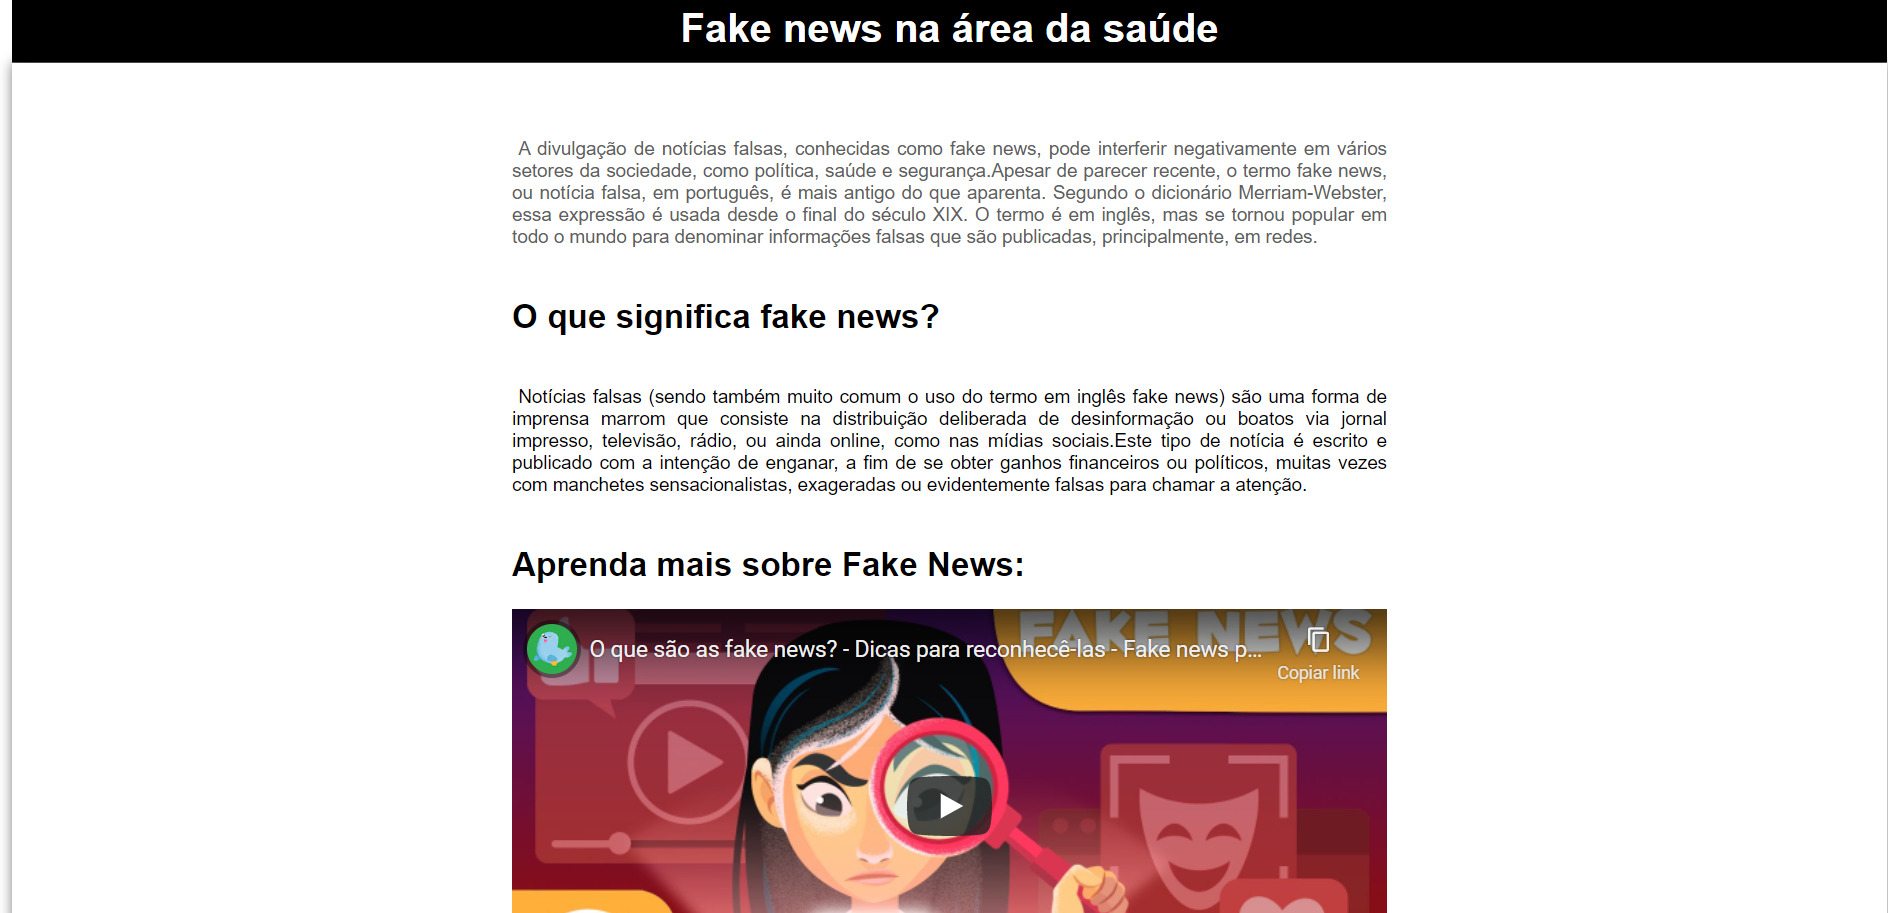 Fake news na área da saúde
A divulgação de notícias falsas, conhecidas como fake news, pode interferir negativamente em vários
setores da sociedade, como política, saúde e segurança.Apesar de parecer recente, o termo fake news,
ou notícia falsa, em português, é mais antigo do que aparenta. Segundo o dicionário Merriam-Webster,
essa expressão é usada desde o final do século XIX. O termo é em inglês, mas se tornou popular em
todo o mundo para denominar informações falsas que são publicadas, principalmente, em redes.
O que significa fake news?
Notícias falsas (sendo também muito comum o uso do termo em inglês fake news) são uma forma de
imprensa marrom que consiste na distribuição deliberada de desinformação ou boatos via jornal
impresso, televisão, rádio, ou ainda online, como nas mídias sociais.Este tipo de notícia é escrito e
publicado com a intenção de enganar, a fim de se obter ganhos financeiros ou políticos, muitas vezes
com manchetes sensacionalistas, exageradas ou evidentemente falsas para chamar a atenção.
Aprenda mais sobre Fake News:
FAKE NEWS
O que são as fake news? - Dicas para reconhecê-las - Fake news p...
Copiar link